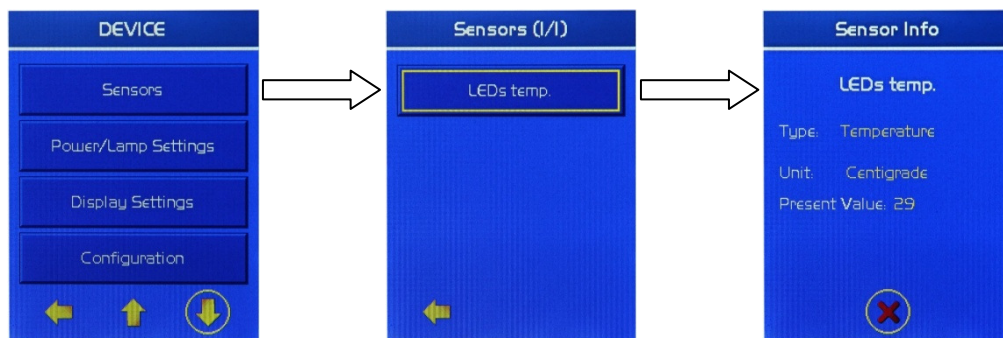 DEVICE
Sensors
Power/Lamp Settings
Display Settings
Configuration
Sensors (1/1)
LEDs temp.
Sensor Info
LEDs temp.
Type: Temperature
Unit: Centigrade
Present Value: 29